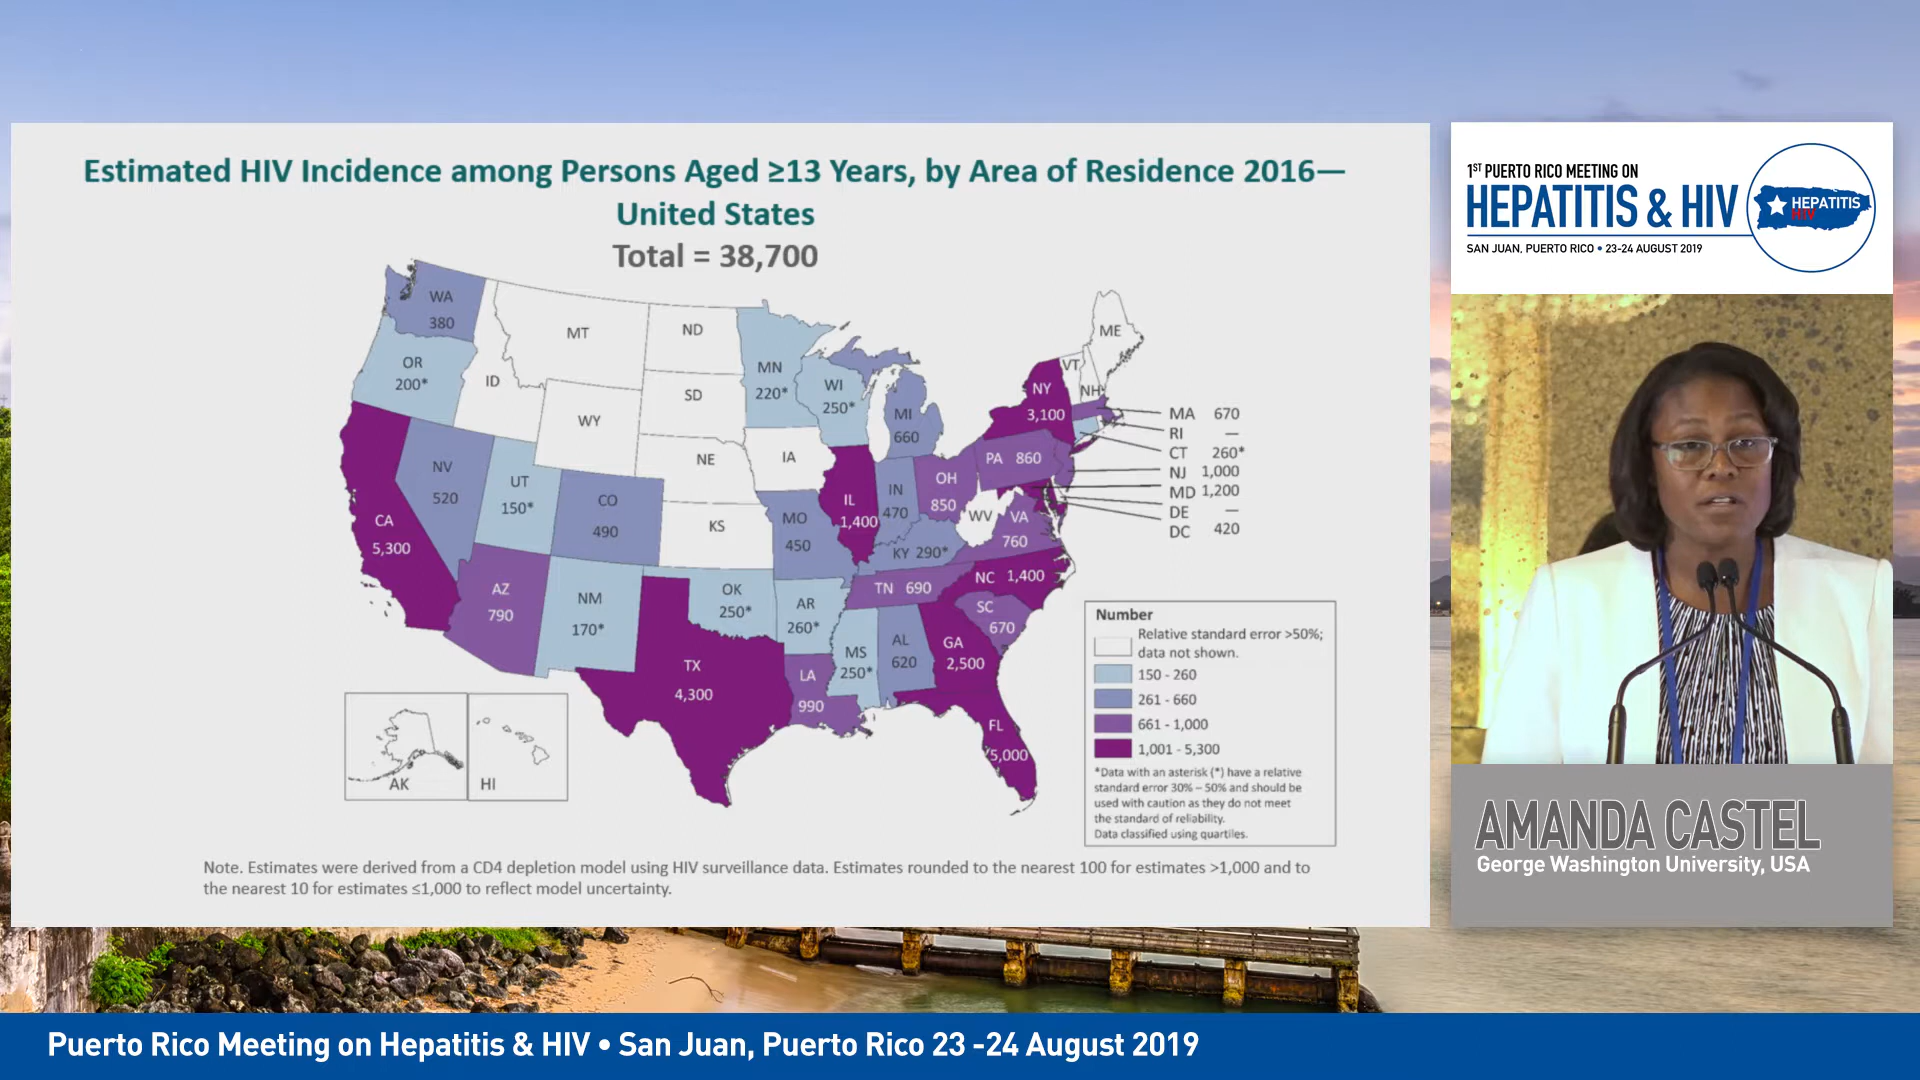 Estimated HIV Incidence among Persons Aged ≥13 Years, by Area of Residence 2016—
United States
Total = 38,700
WA
380
OR
200*
ID
MT
WY
ND
SD
NE
KS
MN
220*
IA
WI
250*
MI
660
NV
520
UT
150*
CO
490
CA
5,300
AZ
790
NM
170*
OK
250*
TX
4,300
MO
450
AR
260*
LA
990
IL
1,400
IN
470
OH
850
KY 290*
TN 690
MS
250*
AL
620
GA
2,500
FL
5,000
SC
670
NC 1,400
VA
760
WV
PA 860
NY
3,100
VT
NH
ME
MA 670
RI —
CT 260*
NJ 1,000
MD 1,200
DE —
DC 420
AK
HI
Number
Relative standard error >50%;
data not shown.
150 - 260
261 - 660
661 - 1,000
1,001 - 5,300
*Data with an asterisk (*) have a relative
standard error 30% – 50% and should be
used with caution as they do not meet
the standard of reliability.
Data classified using quartiles.
Note. Estimates were derived from a CD4 depletion model using HIV surveillance data. Estimates rounded to the nearest 100 for estimates >1,000 and to
the nearest 10 for estimates ≤1,000 to reflect model uncertainty.
1ST PUERTO RICO MEETING ON
HEPATITIS & HIV
SAN JUAN, PUERTO RICO • 23-24 AUGUST 2019
HEPATITIS
HIV
AMANDA CASTEL
George Washington University, USA
Puerto Rico Meeting on Hepatitis & HIV • San Juan, Puerto Rico 23 -24 August 2019